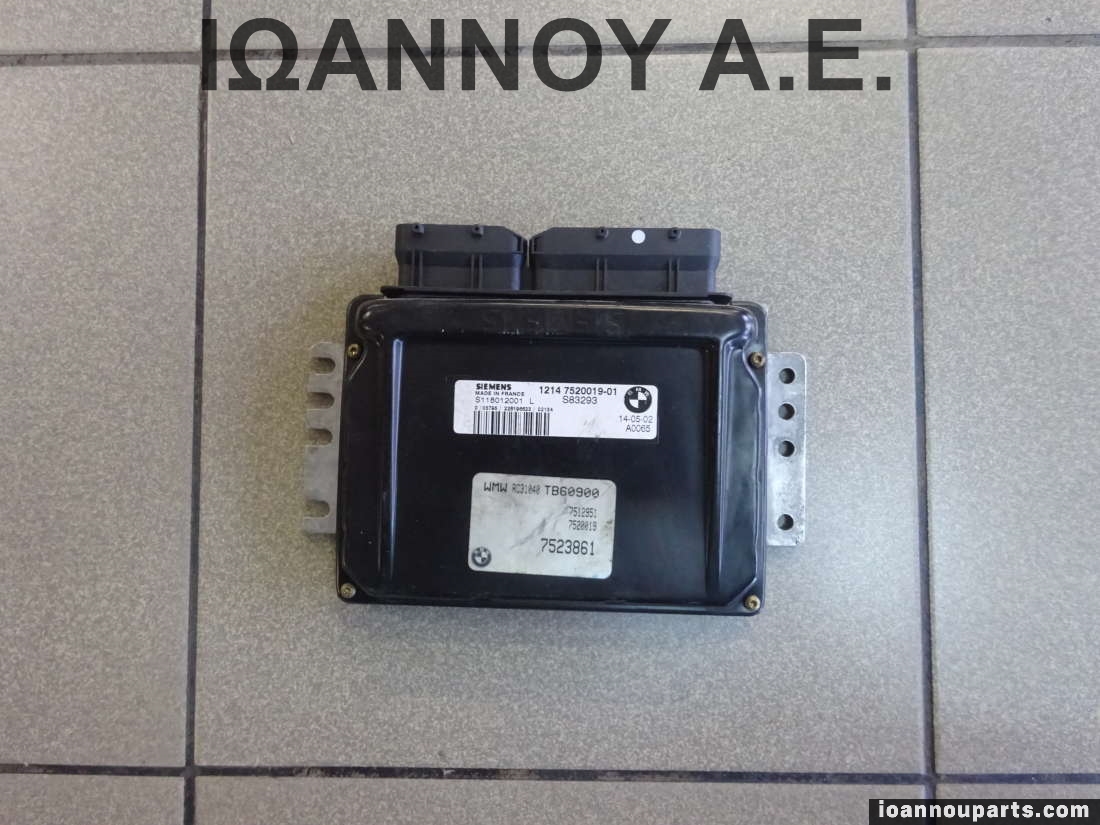 ΙΩΑΝΝΟΥ Α.Ε.
SIEMENS
MADE IN FRANCE
1214 7520019-01
S118012001 L
S83293
14-05-02
A0065
WMW RC31040 TB60900
7512951
7520019
7523861
ioannouparts.com